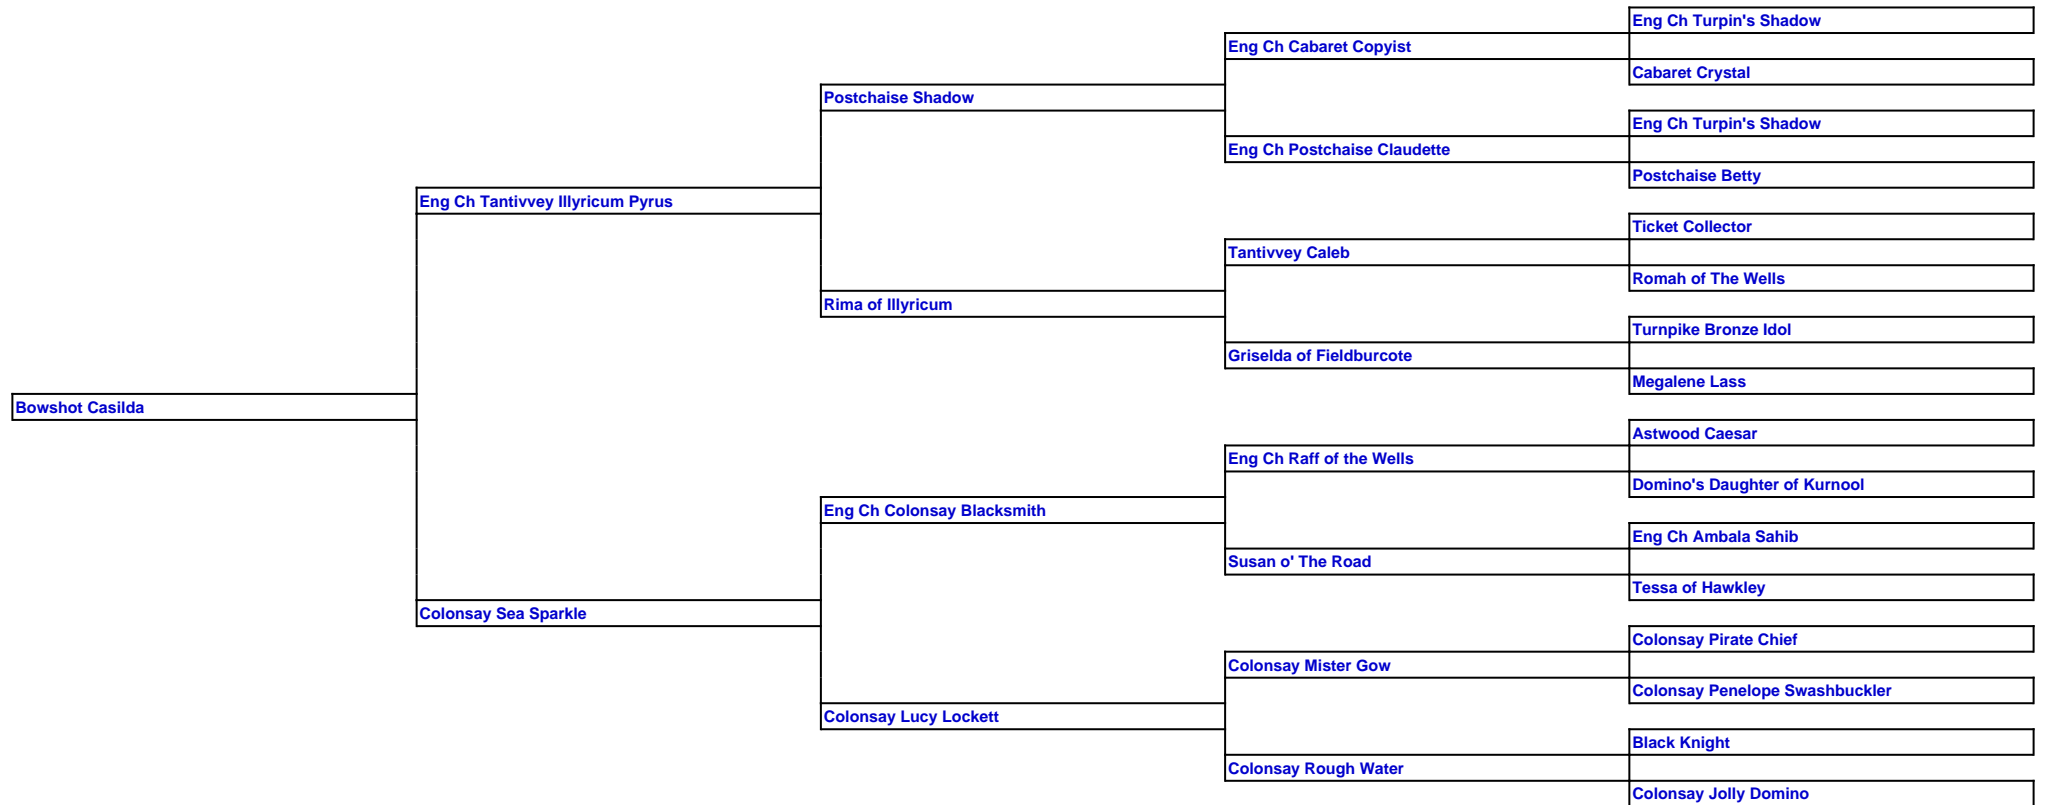 Eng Ch Turpin's Shadow
Eng Ch Cabaret Copyist
Cabaret Crystal
Postchaise Shadow
Eng Ch Turpin's Shadow
Eng Ch Postchaise Claudette
Postchaise Betty
Eng Ch Tantivvey Illyricum Pyrus
Ticket Collector
Tantivvey Caleb
Romah of The Wells
Rima of Illyricum
Turnpike Bronze Idol
Griselda of Fieldburcote
Megalene Lass
Bowshot Casilda
Astwood Caesar
Eng Ch Raff of the Wells
Domino's Daughter of Kurnool
Eng Ch Colonsay Blacksmith
Eng Ch Ambala Sahib
Susan o' The Road
Tessa of Hawkley
Colonsay Sea Sparkle
Colonsay Pirate Chief
Colonsay Mister Gow
Colonsay Penelope Swashbuckler
Colonsay Lucy Lockett
Black Knight
Colonsay Rough Water
Colonsay Jolly Domino